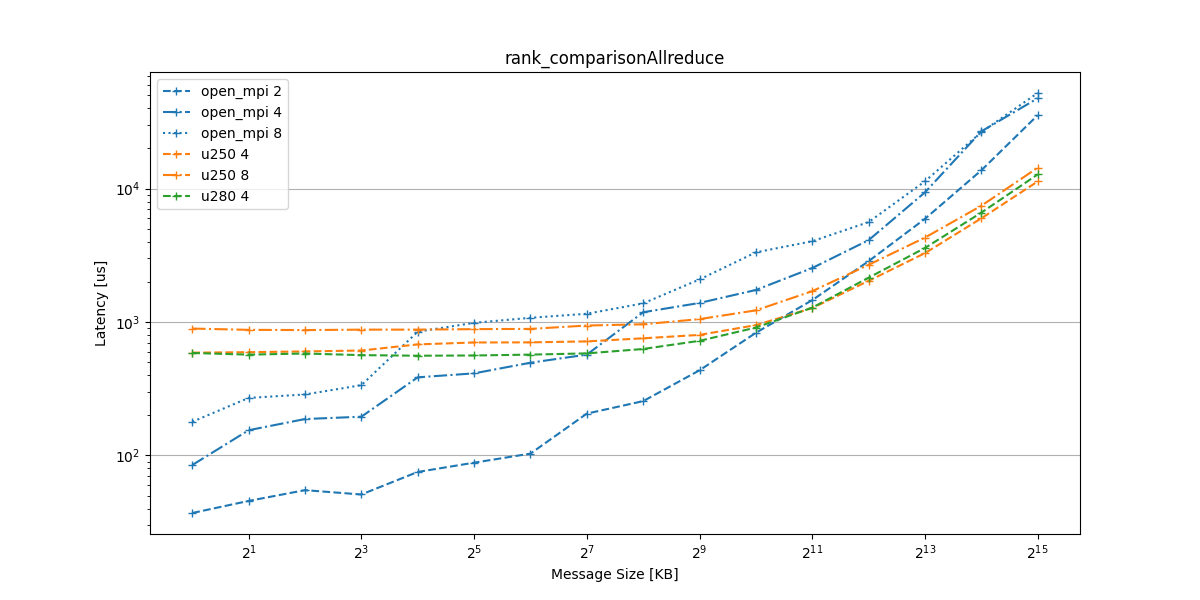 rank_comparisonAllreduce
open_mpi 2
open_mpi 4
open_mpi 8
u250 4
u250 8
u280 4
Latency [us]
10^4
10^3
10^2
2^1 2^3 2^5 2^7 2^9 2^11 2^13 2^15
Message Size [KB]